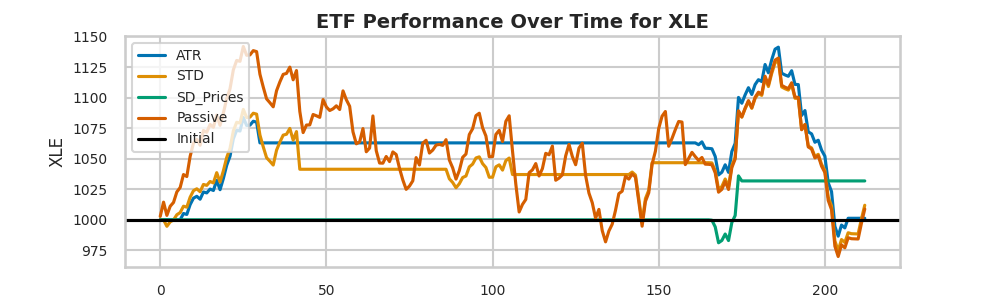 ETF Performance Over Time for XLE
XLE
1150
1125
1100
1075
1050
1025
1000
975
ATR
STD
SD_Prices
Passive
Initial
0 50 100 150 200